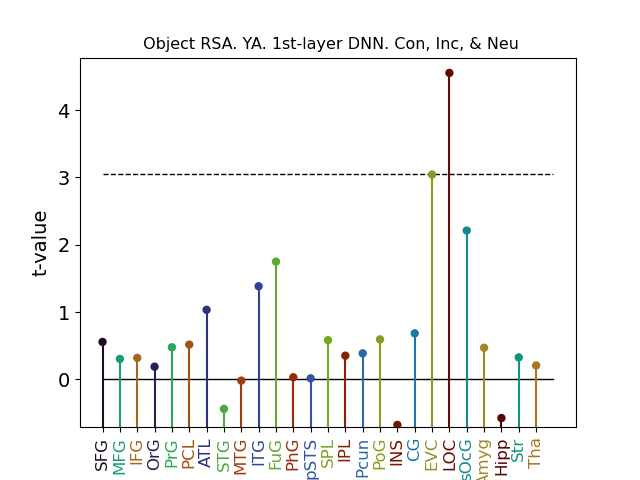 Object RSA. YA. 1st-layer DNN. Con, Inc, & Neu
t-value
4
3
2
1
0
SFG
MFG
IFG
OrG
PrG
PCL
ATL
STG
MTG
ITG
FuG
PhG
pSTS
SPL
IPL
Pcun
PoG
INS
CG
EVC
LOC
sOcG
Amyg
Hipp
Str
Tha